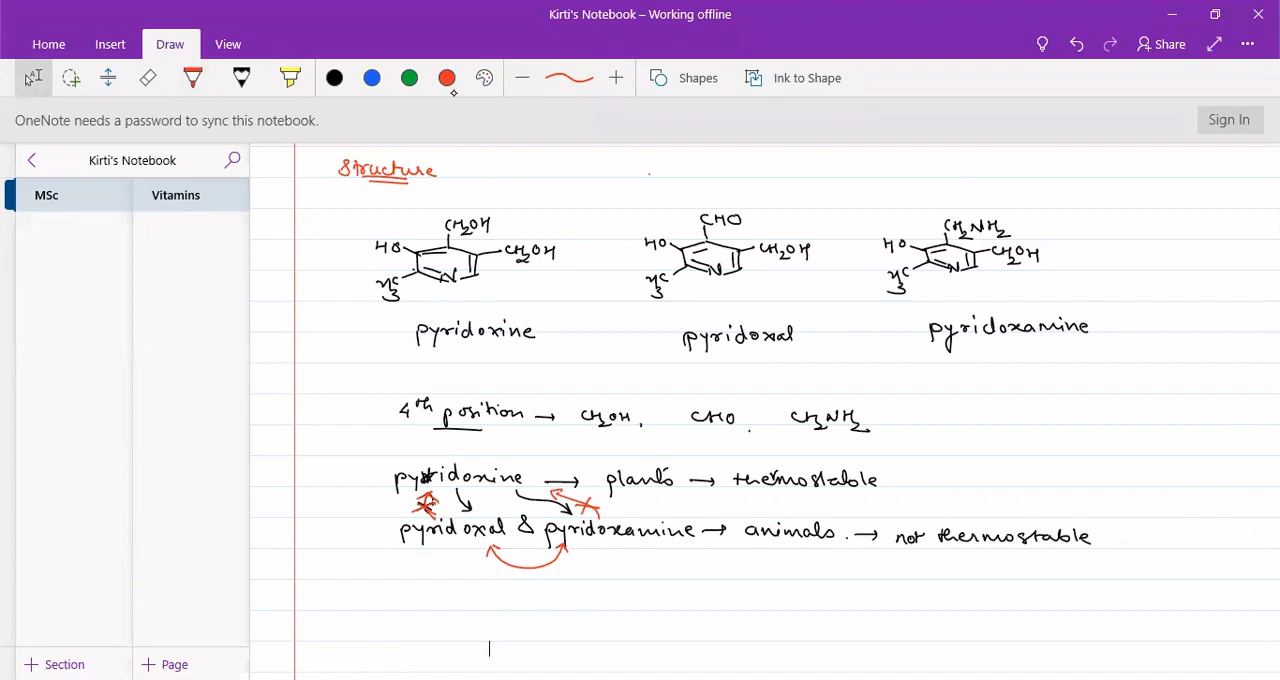 Kirti's Notebook – Working offline
Home Insert Draw View Share
Shapes Ink to Shape
OneNote needs a password to sync this notebook. Sign In
Kirti's Notebook
MSc Vitamins
Structure
CH2OH CHO CH2NH2
HO CH2OH HO CH2OH HO CH2OH
H3C N H3C N H3C N
pyridoxine pyridoxal pyridoxamine
4th position → CH2OH, CHO. CH2NH2
pyridoxine → plants → thermostable
pyridoxal & pyridoxamine → animals. → not thermostable
+ Section + Page